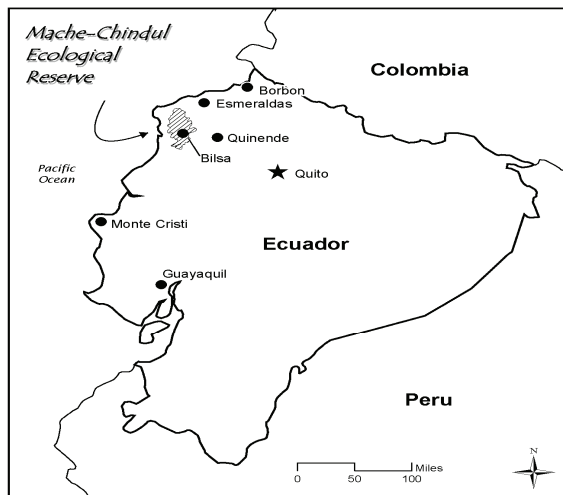 Mache-Chindul
Ecological
Reserve
Colombia
Borbon
Esmeraldas
Quinende
Bilsa
Pacific
Ocean
Quito
Monte Cristi
Ecuador
Guayaquil
Peru
N
Miles
0 50 100